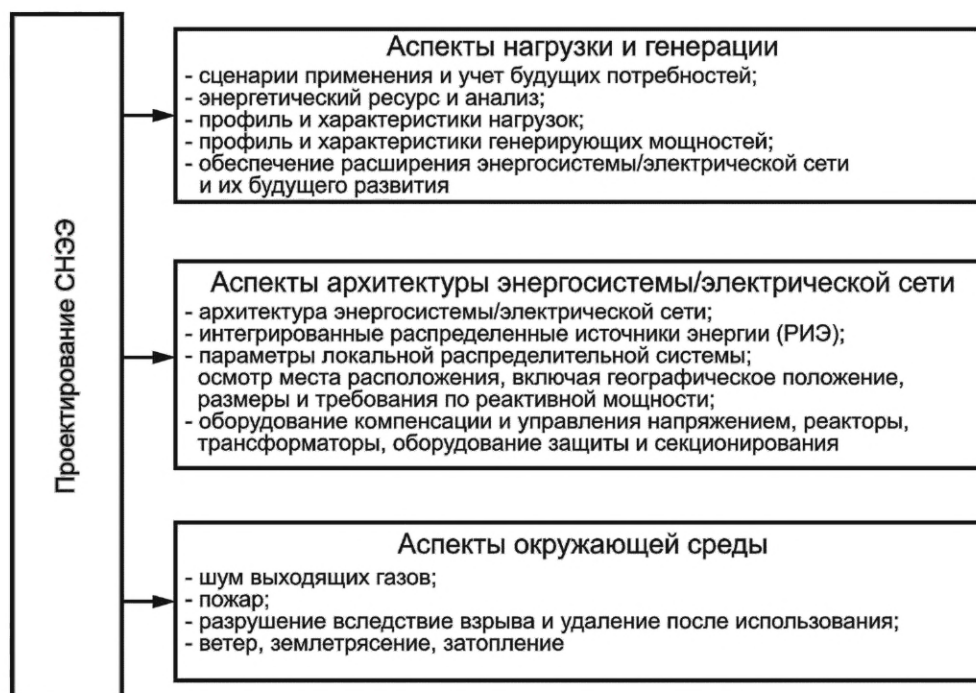 Проектирование СНЭЭ
Аспекты нагрузки и генерации
- сценарии применения и учет будущих потребностей;
- энергетический ресурс и анализ;
- профиль и характеристики нагрузок;
- профиль и характеристики генерирующих мощностей;
- обеспечение расширения энергосистемы/электрической сети
и их будущего развития
Аспекты архитектуры энергосистемы/электрической сети
- архитектура энергосистемы/электрической сети;
- интегрированные распределенные источники энергии (РИЭ);
- параметры локальной распределительной системы;
осмотр места расположения, включая географическое положение,
размеры и требования по реактивной мощности;
- оборудование компенсации и управления напряжением, реакторы,
трансформаторы, оборудование защиты и секционирования
Аспекты окружающей среды
- шум выходящих газов;
- пожар;
- разрушение вследствие взрыва и удаление после использования;
- ветер, землетрясение, затопление